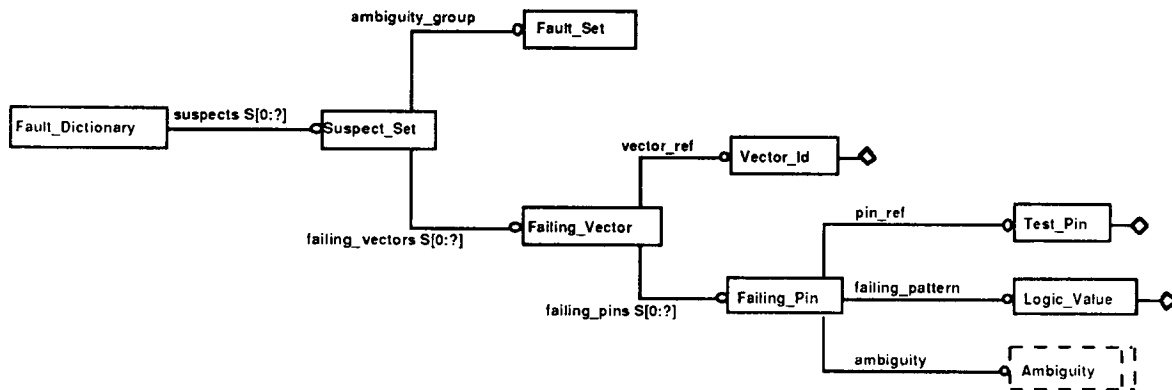 ambiguity_group
Fault_Set
suspects S[0:?]
Fault_Dictionary
Suspect_Set
vector_ref
Vector_Id
failing_vectors S[0:?]
Failing_Vector
pin_ref
Test_Pin
failing_pins S[0:?]
Failing_Pin
failing_pattern
Logic_Value
ambiguity
Ambiguity